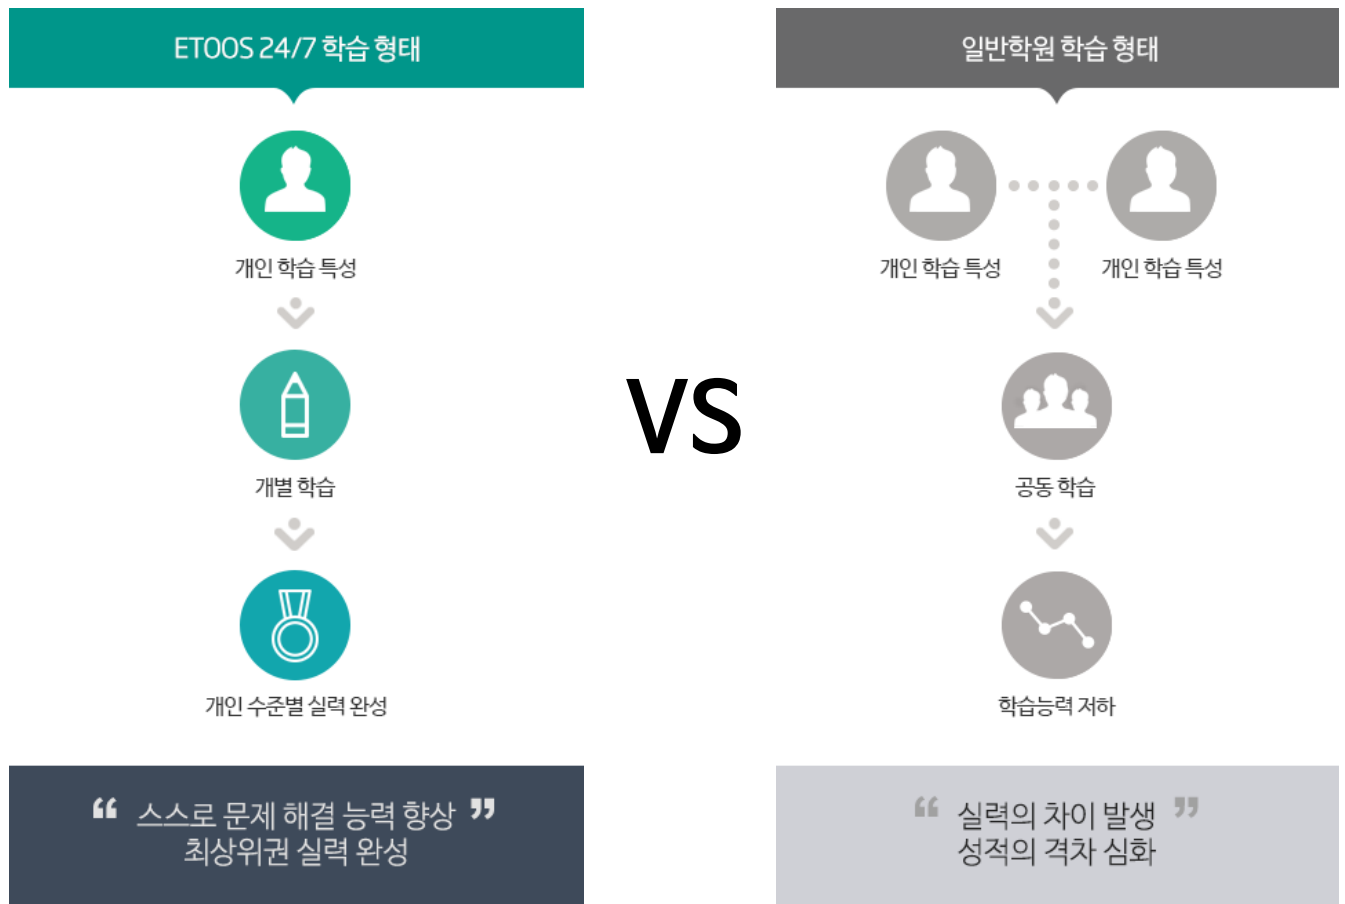 ETOOS 24/7 학습 형태
개인 학습 특성
개별 학습
개인 수준별 실력 완성
“ 스스로 문제 해결 능력 향상 ”
최상위권 실력 완성
VS
일반학원 학습 형태
개인 학습 특성
개인 학습 특성
공동 학습
학습능력 저하
“ 실력의 차이 발생 ”
성적의 격차 심화